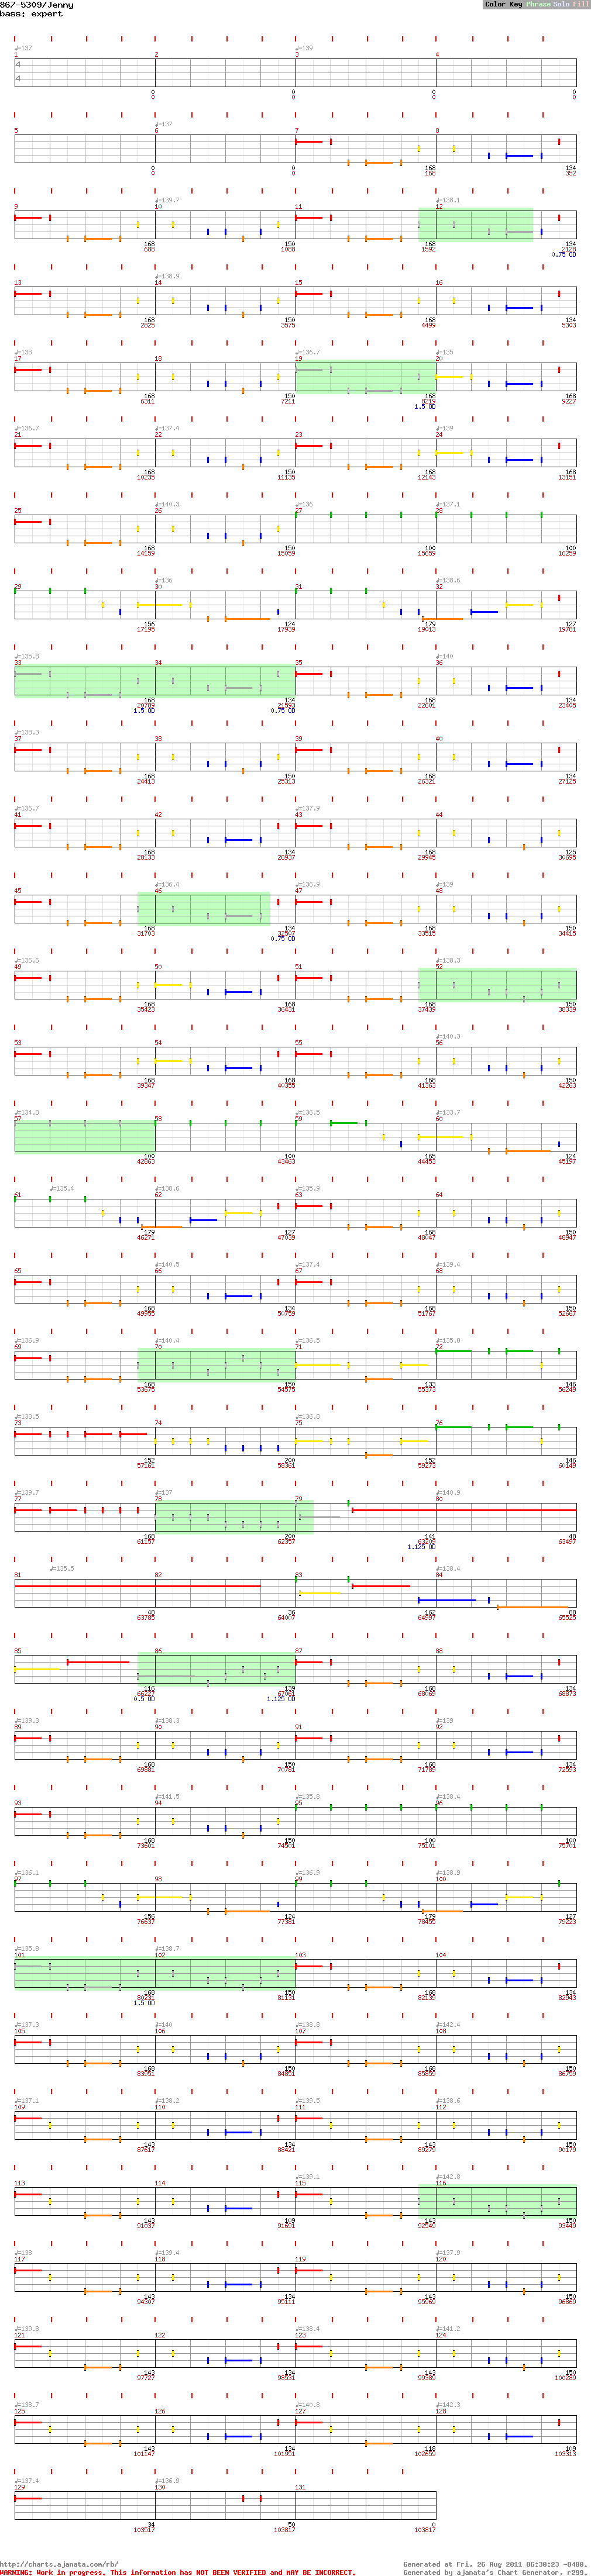 867-5309/Jenny
bass: expert
Color Key Phrase Solo Fill
♩=137 ♩=139
1 2 3 4
4
4
0 0 0 0
0 0 0 0
♩=137
5 6 7 8
0 0 168 134
0 0 168 352
♩=139.7 ♩=138.1
9 10 11 12
168 150 168 134
688 1088 1592 2128
0.75 OD
♩=138.9
13 14 15 16
168 150 168 134
2825 3575 4499 5303
♩=138 ♩=136.7 ♩=135
17 18 19 20
168 150 168 168
6311 7211 8219 9227
1.5 OD
♩=136.7 ♩=137.4 ♩=139
21 22 23 24
168 150 168 168
10235 11135 12143 13151
♩=140.3 ♩=136 ♩=137.1
25 26 27 28
168 150 100 100
14159 15059 15659 16259
♩=136 ♩=138.6
29 30 31 32
156 124 179 127
17195 17939 19013 19781
♩=135.8 ♩=140
33 34 35 36
168 134 168 134
20789 21593 22601 23405
1.5 OD 0.75 OD
♩=138.3
37 38 39 40
168 150 168 134
24413 25313 26321 27125
♩=136.7 ♩=137.9
41 42 43 44
168 134 168 125
28133 28937 29945 30695
♩=136.4 ♩=136.9 ♩=139
45 46 47 48
168 134 168 150
31703 32507 33515 34415
0.75 OD
♩=136.6 ♩=138.3
49 50 51 52
168 168 168 150
35423 36431 37439 38339
♩=140.3
53 54 55 56
168 168 168 150
39347 40355 41363 42263
♩=134.8 ♩=136.5 ♩=133.7
57 58 59 60
100 100 165 124
42863 43463 44453 45197
♩=135.4 ♩=138.6 ♩=135.9
61 62 63 64
179 127 168 150
46271 47039 48047 48947
♩=140.5 ♩=137.4 ♩=139.4
65 66 67 68
168 134 168 150
49955 50759 51767 52667
♩=136.9 ♩=140.4 ♩=136.5 ♩=135.8
69 70 71 72
168 150 133 146
53675 54575 55373 56249
♩=138.5 ♩=136.8
73 74 75 76
152 200 152 146
57161 58361 59273 60149
♩=139.7 ♩=137 ♩=140.9
77 78 79 80
168 200 141 48
61157 62357 63209 63497
1.125 OD
♩=135.5 ♩=138.4
81 82 83 84
48 36 164 88
63785 64007 64997 65525
85 86 87 88
116 139 168 134
66227 67061 68069 68873
0.5 OD 1.125 OD
♩=139.3 ♩=138.3 ♩=139
89 90 91 92
168 150 168 134
69881 70781 71789 72593
♩=141.5 ♩=135.8 ♩=138.4
93 94 95 96
168 150 100 100
73601 74501 75101 75701
♩=136.1 ♩=136.9 ♩=138.9
97 98 99 100
156 124 179 127
76637 77381 78455 79223
♩=135.8 ♩=138.7
101 102 103 104
168 150 168 134
80231 81131 82139 82943
1.5 OD
♩=137.3 ♩=140 ♩=138.8 ♩=142.4
105 106 107 108
168 150 168 150
83951 84851 85859 86759
♩=137.1 ♩=138.2 ♩=139.5 ♩=138.6
109 110 111 112
143 134 143 150
87617 88421 89279 90179
♩=139.1 ♩=142.8
113 114 115 116
143 109 143 150
91037 91691 92549 93449
♩=138 ♩=139.4 ♩=137.9
117 118 119 120
143 134 143 150
94307 95111 95969 96869
♩=139.8 ♩=138.4 ♩=141.2
121 122 123 124
143 134 143 150
97727 98531 99389 100289
♩=138.7 ♩=140.8 ♩=142.3
125 126 127 128
143 134 118 109
101147 101951 102659 103313
♩=137.4 ♩=136.9
129 130 131
34 50 0
103517 103817 103817
http://charts.ajanata.com/rb/
WARNING: Work in progress. This information has NOT BEEN VERIFIED and MAY BE INCORRECT.
Generated at Fri, 26 Aug 2011 06:30:23 -0400.
Generated by ajanata's Chart Generator, r299.